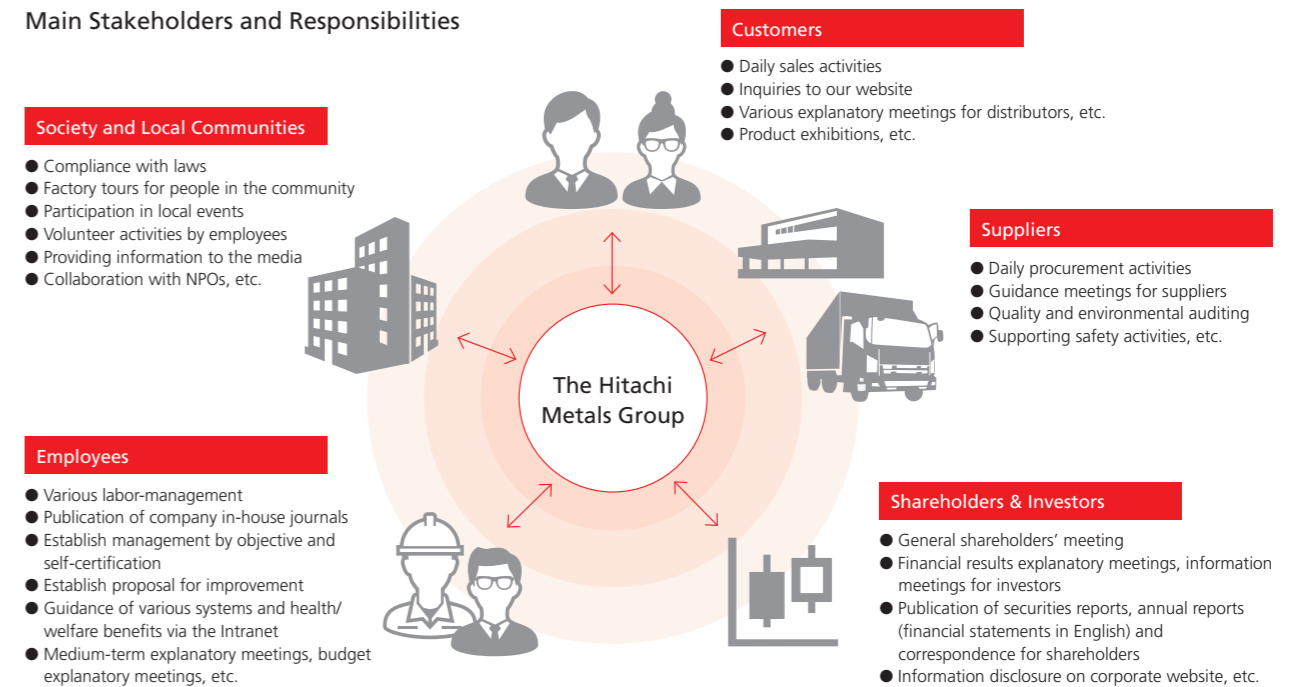 Main Stakeholders and Responsibilities
Customers
● Daily sales activities
● Inquiries to our website
● Various explanatory meetings for distributors, etc.
● Product exhibitions, etc.
Society and Local Communities
● Compliance with laws
● Factory tours for people in the community
● Participation in local events
● Volunteer activities by employees
● Providing information to the media
● Collaboration with NPOs, etc.
Suppliers
● Daily procurement activities
● Guidance meetings for suppliers
● Quality and environmental auditing
● Supporting safety activities, etc.
The Hitachi
Metals Group
Employees
● Various labor-management
● Publication of company in-house journals
● Establish management by objective and
self-certification
● Establish proposal for improvement
● Guidance of various systems and health/
welfare benefits via the Intranet
● Medium-term explanatory meetings, budget
explanatory meetings, etc.
Shareholders & Investors
● General shareholders’ meeting
● Financial results explanatory meetings, information
meetings for investors
● Publication of securities reports, annual reports
(financial statements in English) and
correspondence for shareholders
● Information disclosure on corporate website, etc.